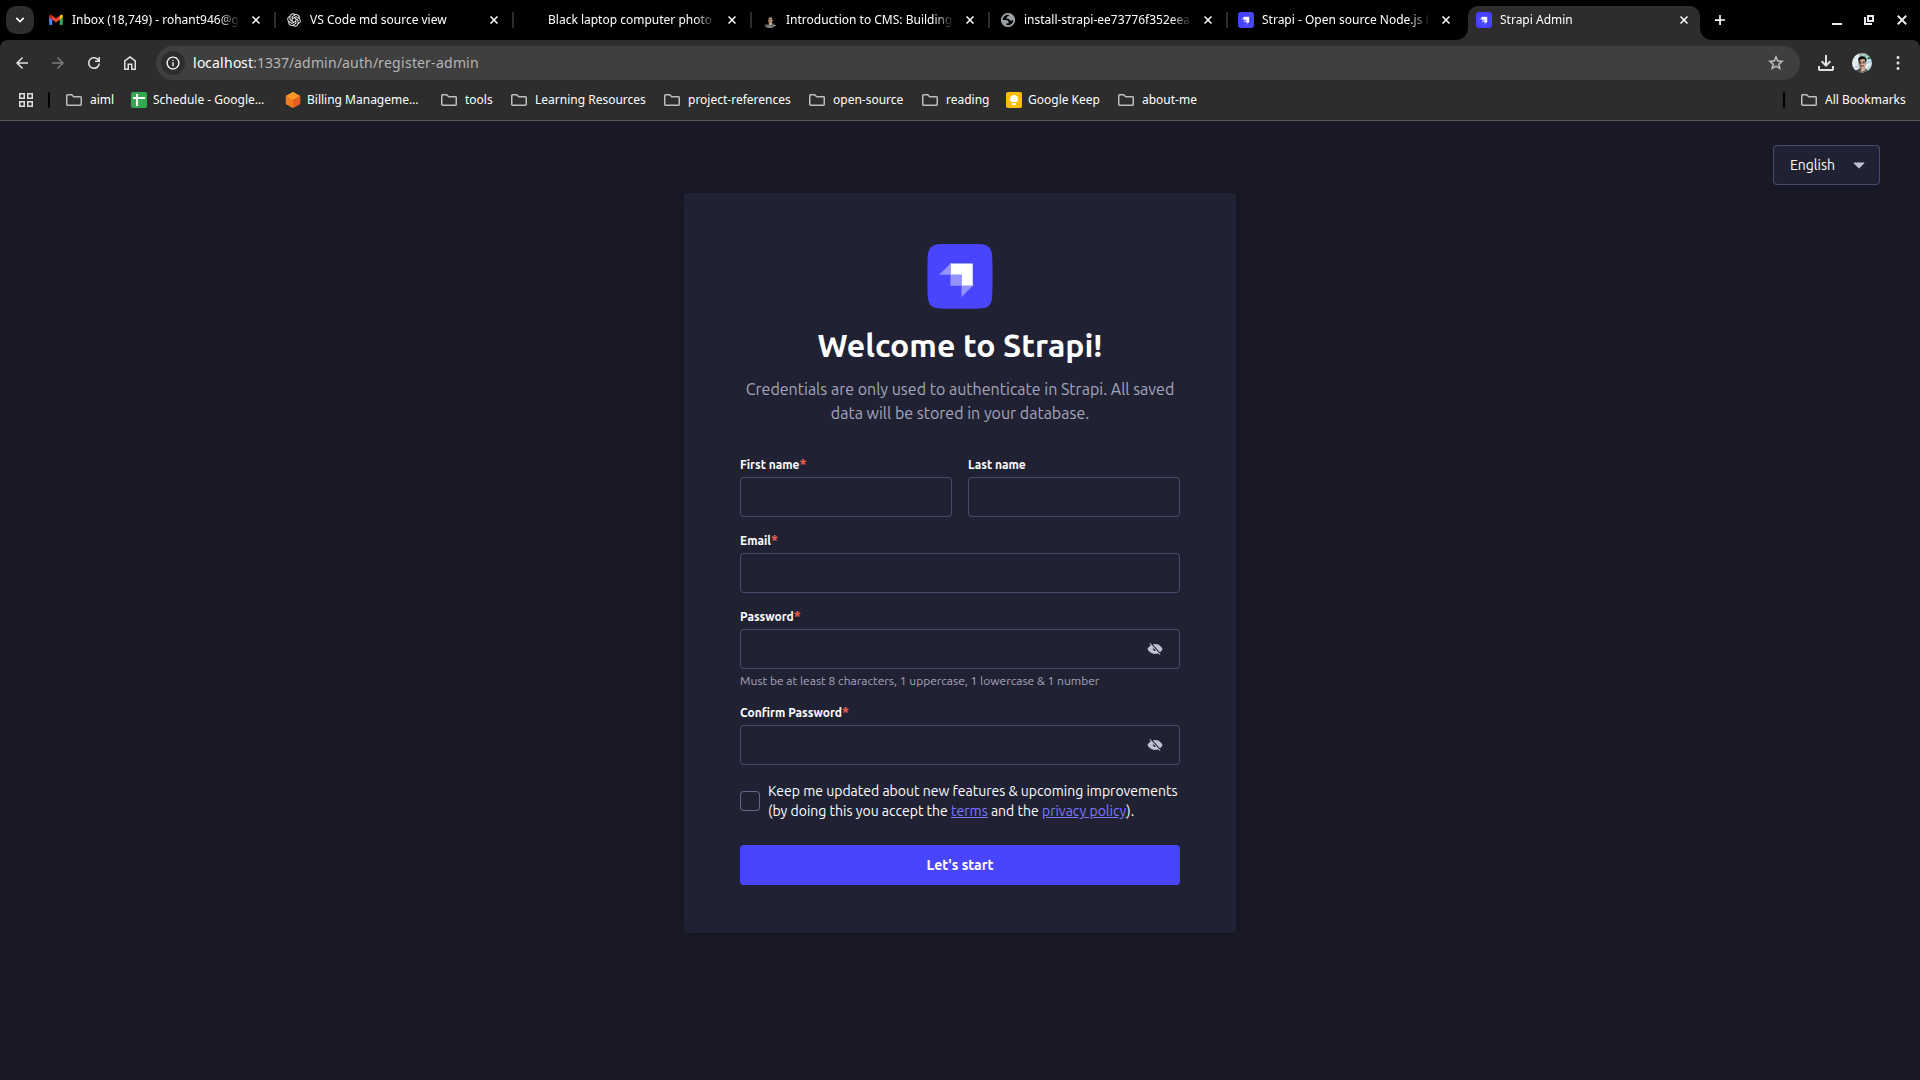 Inbox (18,749) - rohant946@g
VS Code md source view
Black laptop computer photo
Introduction to CMS: Building
install-strapi-ee73776f352eea
Strapi - Open source Node.js
Strapi Admin
localhost:1337/admin/auth/register-admin
aiml
Schedule - Google...
Billing Manageme...
tools
Learning Resources
project-references
open-source
reading
Google Keep
about-me
All Bookmarks
English
Welcome to Strapi!
Credentials are only used to authenticate in Strapi. All saved
data will be stored in your database.
First name*
Last name
Email*
Password*
Must be at least 8 characters, 1 uppercase, 1 lowercase & 1 number
Confirm Password*
Keep me updated about new features & upcoming improvements
(by doing this you accept the terms and the privacy policy).
Let's start